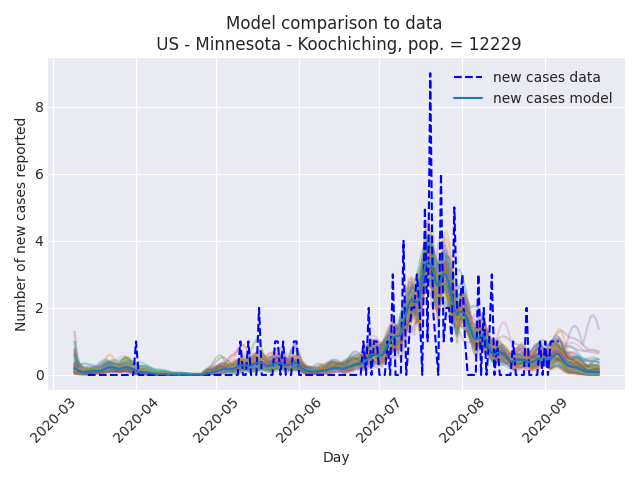 Model comparison to data
US - Minnesota - Koochiching, pop. = 12229
new cases data
new cases model
Number of new cases reported
8
6
4
2
0
2020-03
2020-04
2020-05
2020-06
2020-07
2020-08
2020-09
Day